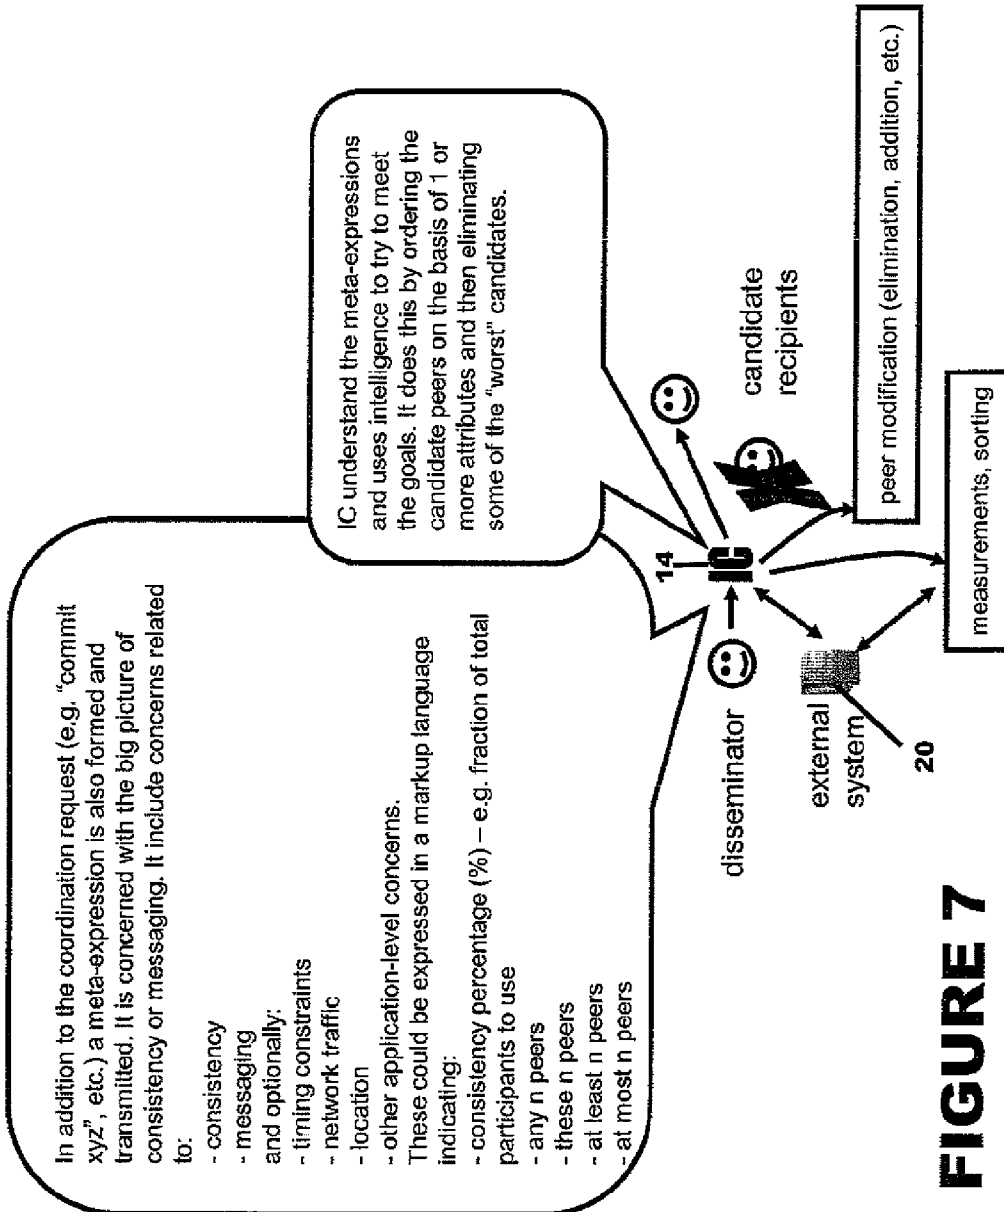 In addition to the coordination request (e.g. "commit
xyz", etc.) a meta-expression is also formed and
transmitted. It is concerned with the big picture of
consistency or messaging. It include concerns related
to:
- consistency
- messaging
and optionally:
- timing constraints
- network traffic
- location
- other application-level concerns.
These could be expressed in a markup language
indicating:
- consistency percentage (%) – e.g. fraction of total
participants to use
- any n peers
- these n peers
- at least n peers
- at most n peers
IC understand the meta-expressions
and uses intelligence to try to meet
the goals. It does this by ordering the
candidate peers on the basis of 1 or
more attributes and then eliminating
some of the "worst" candidates.
disseminator
14
IC
candidate
recipients
external
system
20
peer modification (elimination, addition, etc.)
measurements, sorting
FIGURE 7